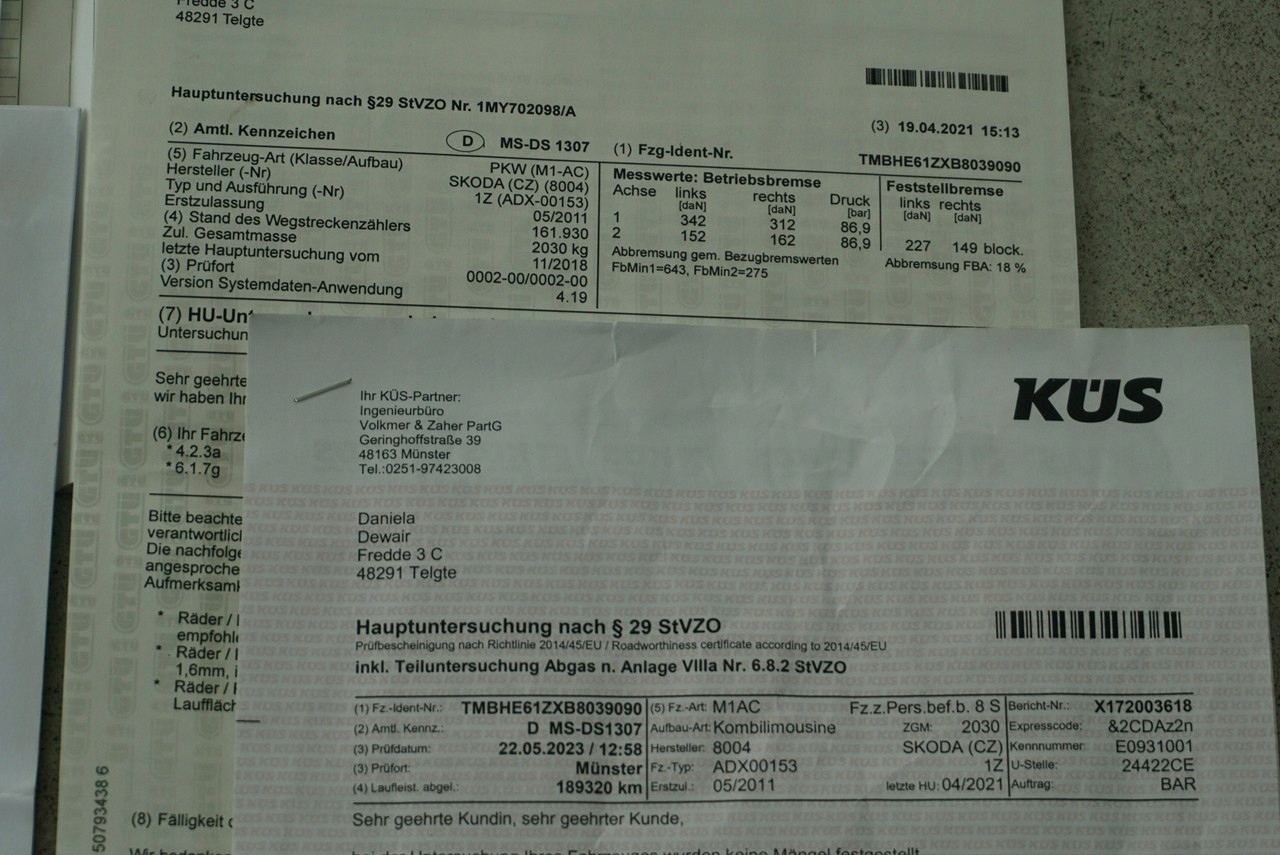 Fredde 3 C
48291 Telgte
Hauptuntersuchung nach §29 StVZO Nr. 1MY702098/A
(3) 19.04.2021 15:13
(2) Amtl. Kennzeichen D MS-DS 1307 (1) Fzg-Ident-Nr. TMBHE61ZXB8039090
(5) Fahrzeug-Art (Klasse/Aufbau) PKW (M1-AC)
Hersteller (-Nr) SKODA (CZ) (8004)
Typ und Ausführung (-Nr) 1Z (ADX-00153)
Erstzulassung 05/2011
(4) Stand des Wegstreckenzählers 161.930
Zul. Gesamtmasse 2030 kg
letzte Hauptuntersuchung vom 11/2018
(3) Prüfort 0002-00/0002-00
Version Systemdaten-Anwendung 4.19
Messwerte: Betriebsbremse
Achse links rechts Druck
[daN] [daN] [bar]
1 342 312 86,9
2 152 162 86,9
Abbremsung gem. Bezugbremswerten
FbMin1=643, FbMin2=275
Feststellbremse
links rechts
[daN] [daN]
227 149 block.
Abbremsung FBA: 18 %
(7) HU-Unt
Untersuchun
Sehr geehrte
wir haben Ihr
(6) Ihr Fahrze
* 4.2.3a
* 6.1.7g
Bitte beachte
verantwortlic
Die nachfolge
angesproche
Aufmerksamk
* Räder / 
empfohle
* Räder / 
1,6mm, i
* Räder / 
Lauffläch
(8) Fälligkeit
50793438 6
GTÜ
KÜS
Ihr KÜS-Partner:
Ingenieurbüro
Volkmer & Zaher PartG
Geringhoffstraße 39
48163 Münster
Tel.:0251-97423008
Daniela
Dewair
Fredde 3 C
48291 Telgte
Hauptuntersuchung nach § 29 StVZO
Prüfbescheinigung nach Richtlinie 2014/45/EU / Roadworthiness certificate according to 2014/45/EU
inkl. Teiluntersuchung Abgas n. Anlage VIIIa Nr. 6.8.2 StVZO
(1) Fz.-Ident-Nr.: TMBHE61ZXB8039090 (5) Fz.-Art: M1AC Fz.z.Pers.bef.b. 8 S Bericht-Nr.: X172003618
(2) Amtl. Kennz.: D MS-DS1307 Aufbau-Art: Kombilimousine ZGM: 2030 Expresscode: &2CDAz2n
(3) Prüfdatum: 22.05.2023 / 12:58 Hersteller: 8004 SKODA (CZ) Kennnummer E0931001
(3) Prüfort: Münster Fz.-Typ: ADX00153 1Z U-Stelle: 24422CE
(4) Laufleist. abgel.: 189320 km Erstzul.: 05/2011 letzte HU: 04/2021 Auftrag: BAR
Sehr geehrte Kundin, sehr geehrter Kunde,
bei der Untersuchung Ihres Fahrzeuges wurden keine Mängel festgestellt